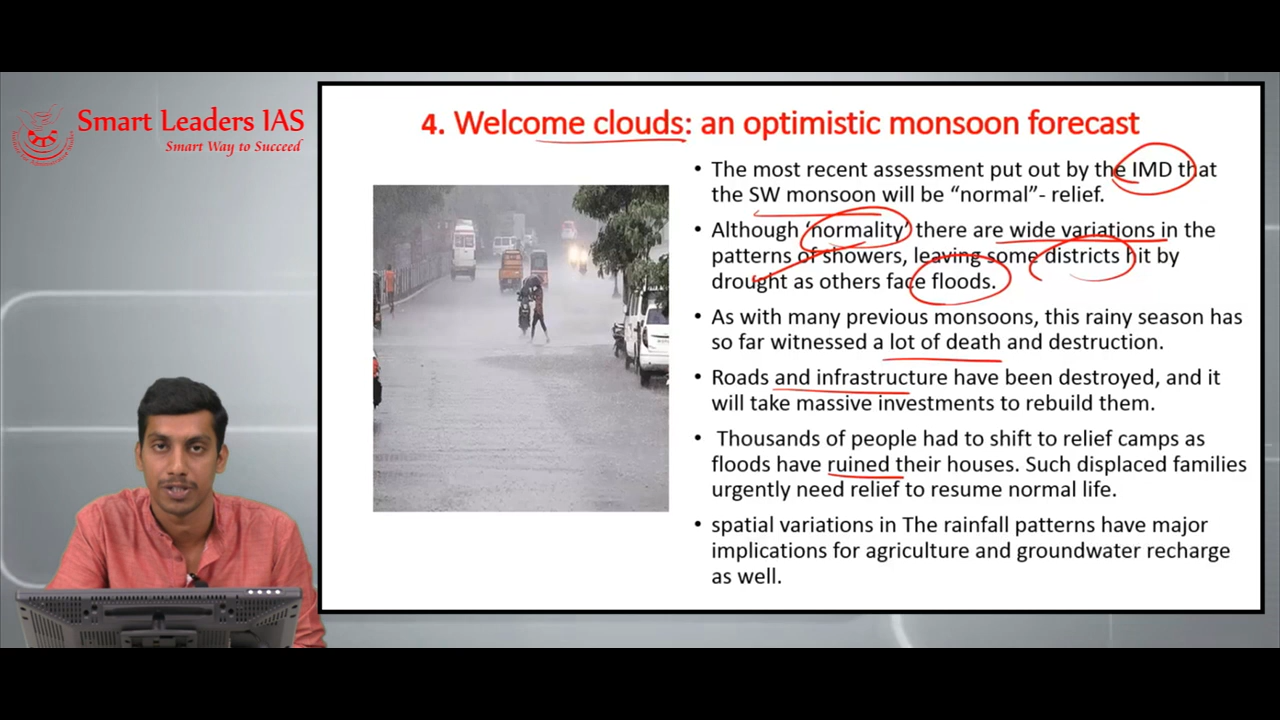 Smart Leaders IAS
Smart Way to Succeed
4. Welcome clouds: an optimistic monsoon forecast
• The most recent assessment put out by the IMD that
the SW monsoon will be “normal”- relief.
• Although ‘normality’ there are wide variations in the
patterns of showers, leaving some districts hit by
drought as others face floods.
• As with many previous monsoons, this rainy season has
so far witnessed a lot of death and destruction.
• Roads and infrastructure have been destroyed, and it
will take massive investments to rebuild them.
• Thousands of people had to shift to relief camps as
floods have ruined their houses. Such displaced families
urgently need relief to resume normal life.
• spatial variations in The rainfall patterns have major
implications for agriculture and groundwater recharge
as well.